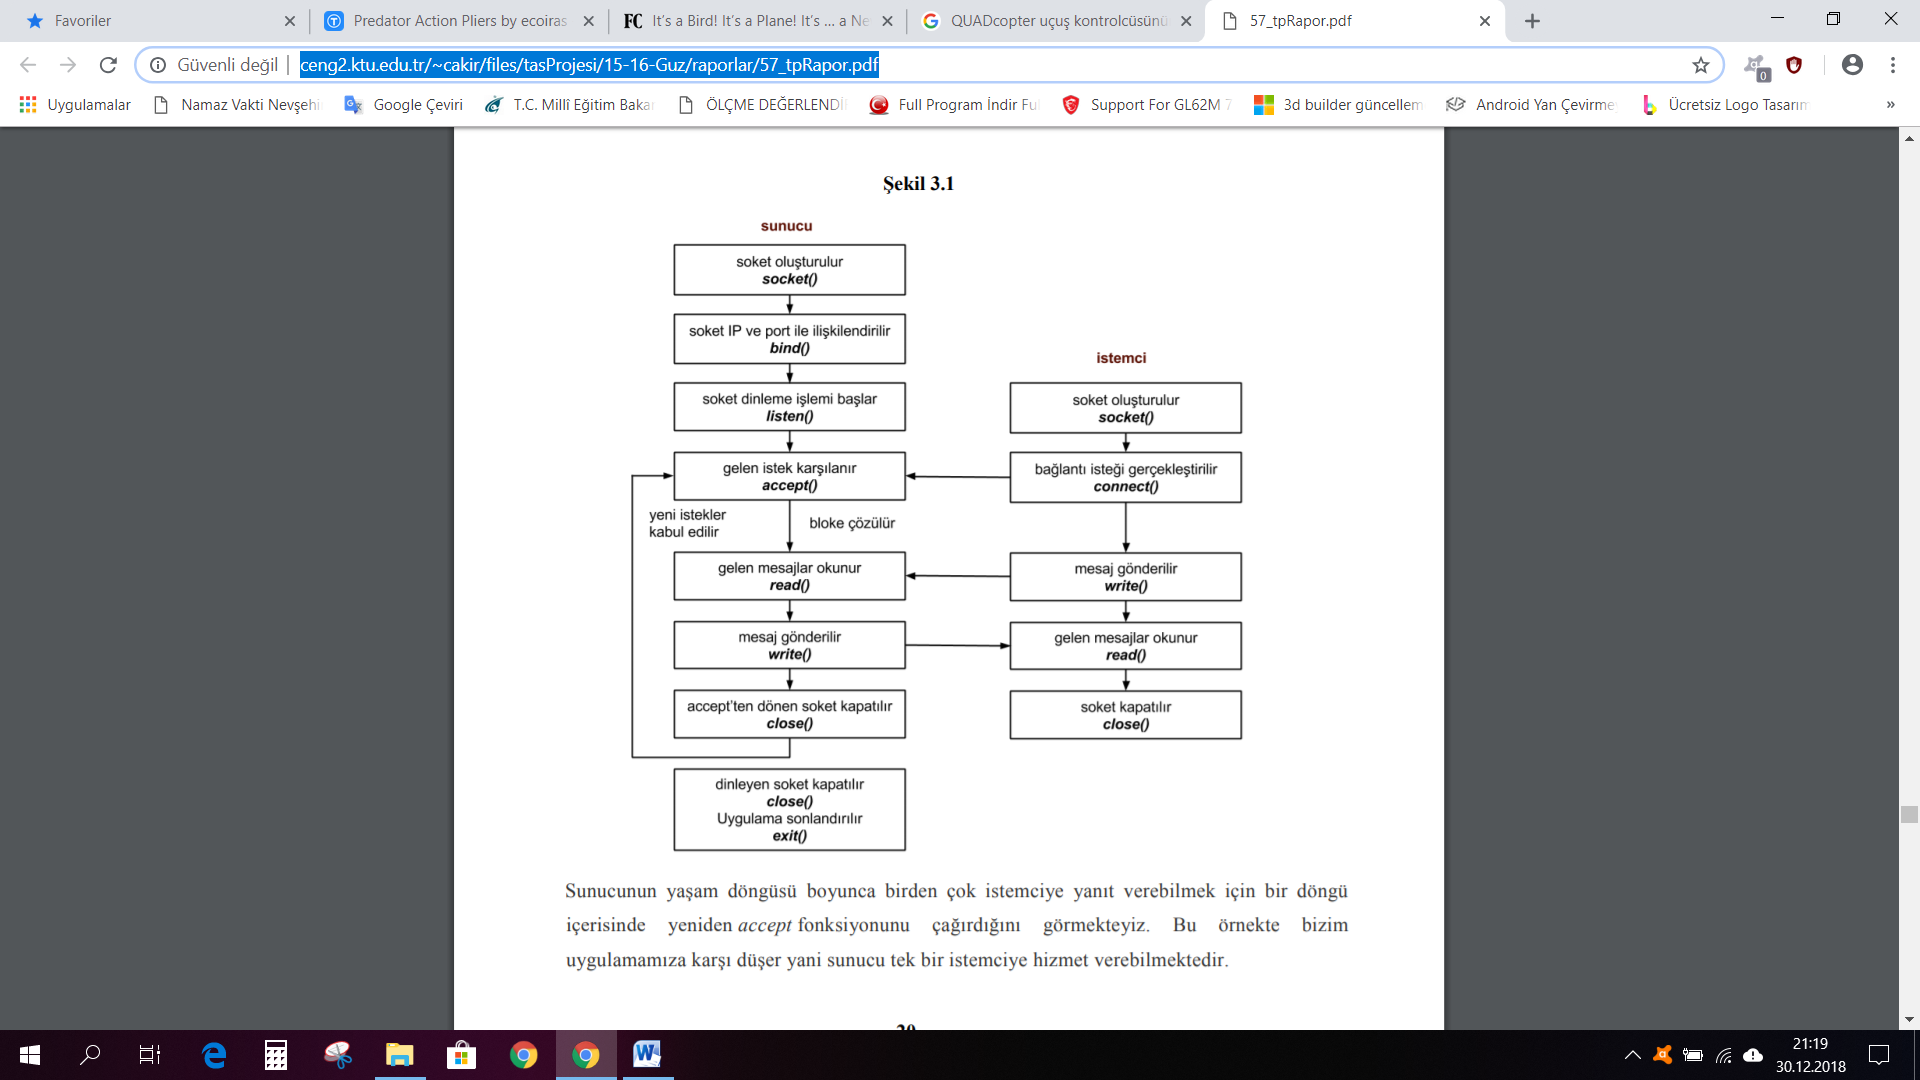 Favoriler
Predator Action Pliers by ecoiras
FC It's a Bird! It's a Plane! It's ... a Ne
QUADcopter uçuş kontrolcüsünü
57_tpRapor.pdf
Güvenli değil
ceng2.ktu.edu.tr/~cakir/files/tasProjesi/15-16-Guz/raporlar/57_tpRapor.pdf
0
Uygulamalar
Namaz Vakti Nevşehi
Google Çeviri
T.C. Millî Eğitim Baka
ÖLÇME DEĞERLENDİ
Full Program İndir Fu
Support For GL62M 7
3d builder güncellem
Android Yan Çevirme
Ücretsiz Logo Tasarım
»
Şekil 3.1
sunucu
soket oluşturulur
socket()
soket IP ve port ile ilişkilendirilir
bind()
soket dinleme işlemi başlar
listen()
gelen istek karşılanır
accept()
yeni istekler
kabul edilir
bloke çözülür
gelen mesajlar okunur
read()
mesaj gönderilir
write()
accept'ten dönen soket kapatılır
close()
dinleyen soket kapatılır
close()
Uygulama sonlandırılır
exit()
istemci
soket oluşturulur
socket()
bağlantı isteği gerçekleştirilir
connect()
mesaj gönderilir
write()
gelen mesajlar okunur
read()
soket kapatılır
close()
Sunucunun yaşam döngüsü boyunca birden çok istemciye yanıt verebilmek için bir döngü
içerisinde yeniden accept fonksiyonunu çağırdığını görmekteyiz. Bu örnekte bizim
uygulamamıza karşı düşer yani sunucu tek bir istemciye hizmet verebilmektedir.
20
21:19
30.12.2018